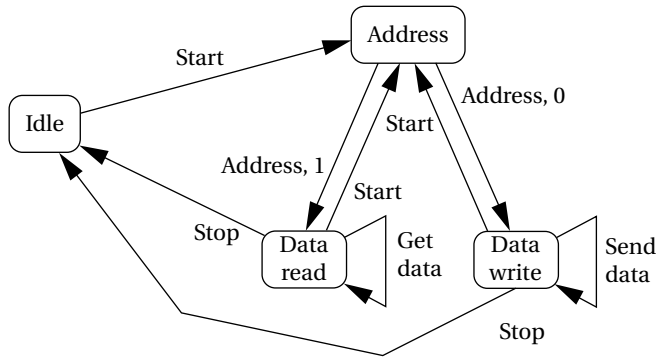 Address
Start
Idle
Address, 0
Start
Address, 1
Start
Stop
Data
read
Get
data
Data
write
Send
data
Stop